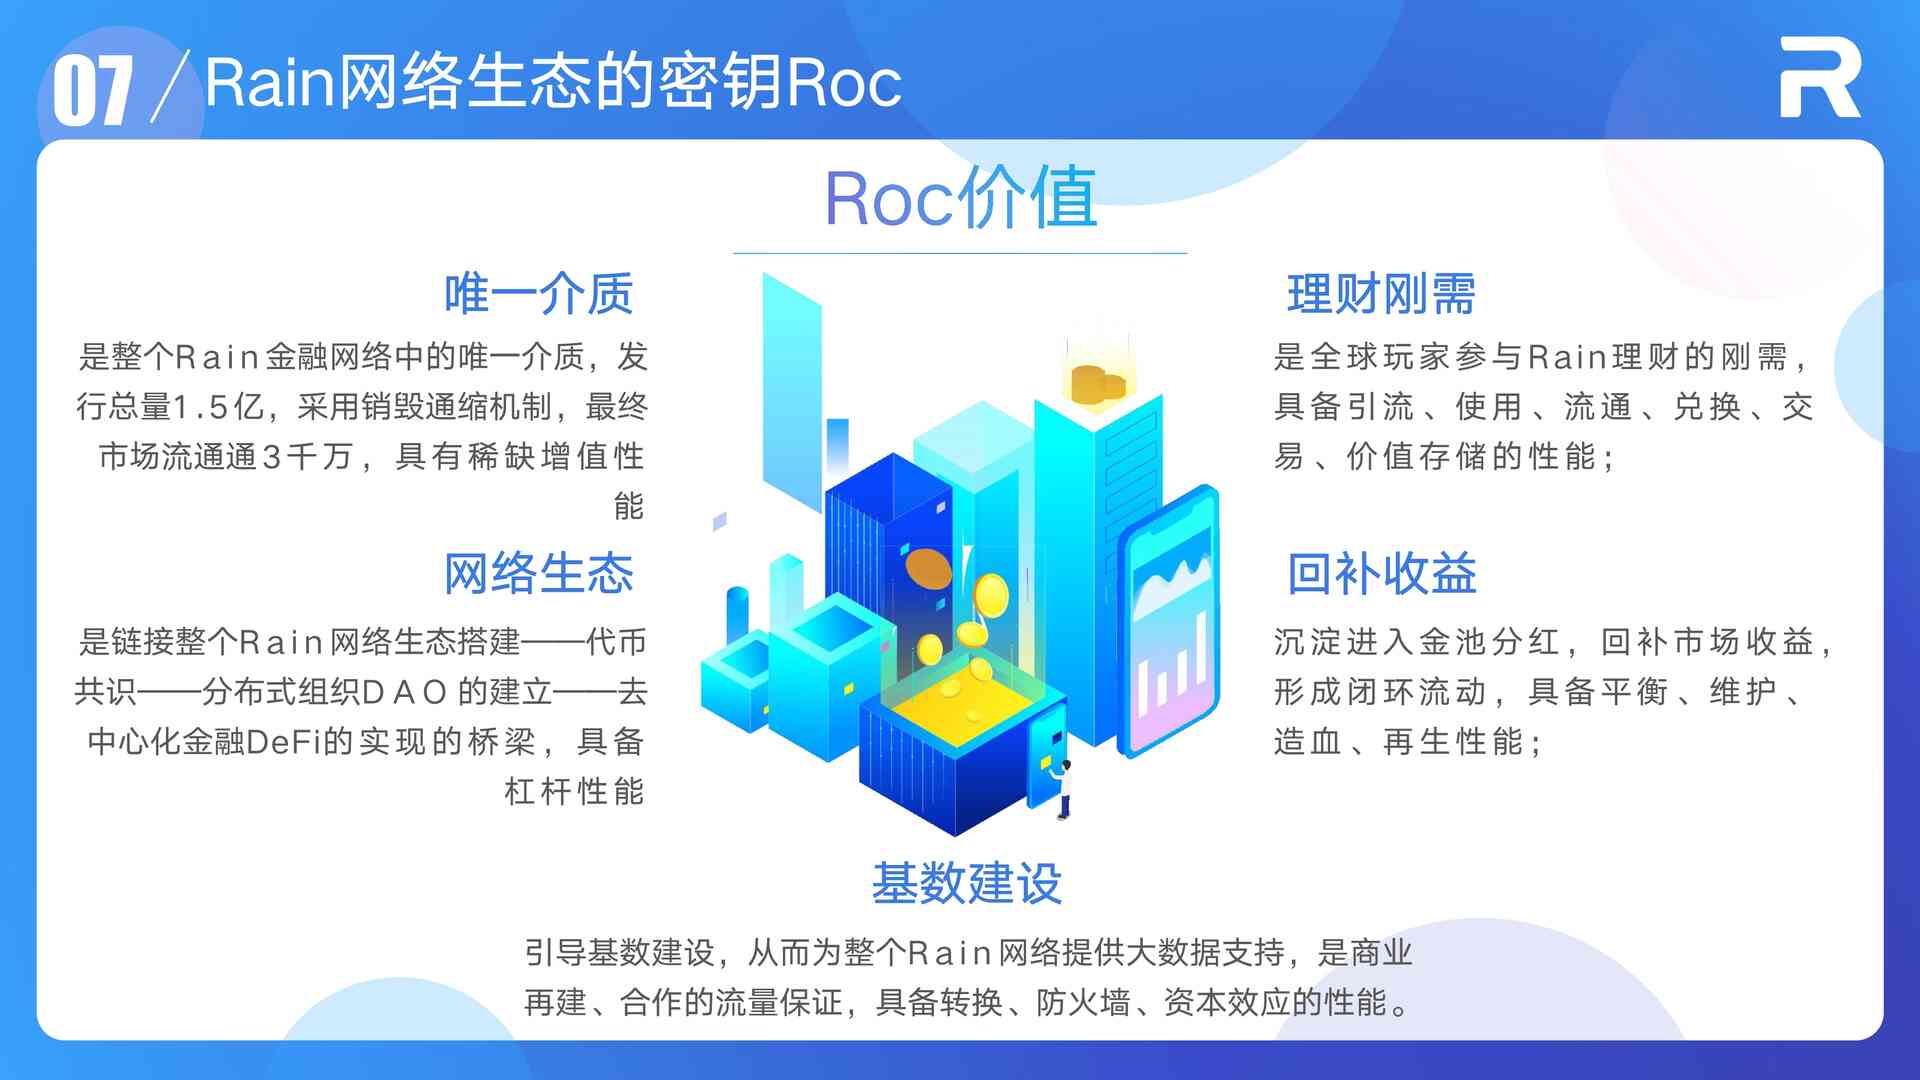 07
Rain网络生态的密钥Roc
R
Roc价值
唯一介质
是整个Rain金融网络中的唯一介质，发
行总量1.5亿，采用销毁通缩机制，最终
市场流通通3千万，具有稀缺增值性
能
网络生态
是链接整个Rain网络生态搭建——代币
共识——分布式组织DAO的建立——去
中心化金融DeFi的实现的桥梁，具备
杠杆性能
理财刚需
是全球玩家参与Rain理财的刚需，
具备引流、使用、流通、兑换、交
易、价值存储的性能；
回补收益
沉淀进入金池分红，回补市场收益，
形成闭环流动，具备平衡、维护、
造血、再生性能；
基数建设
引导基数建设，从而为整个Rain网络提供大数据支持，是商业
再建、合作的流量保证，具备转换、防火墙、资本效应的性能。